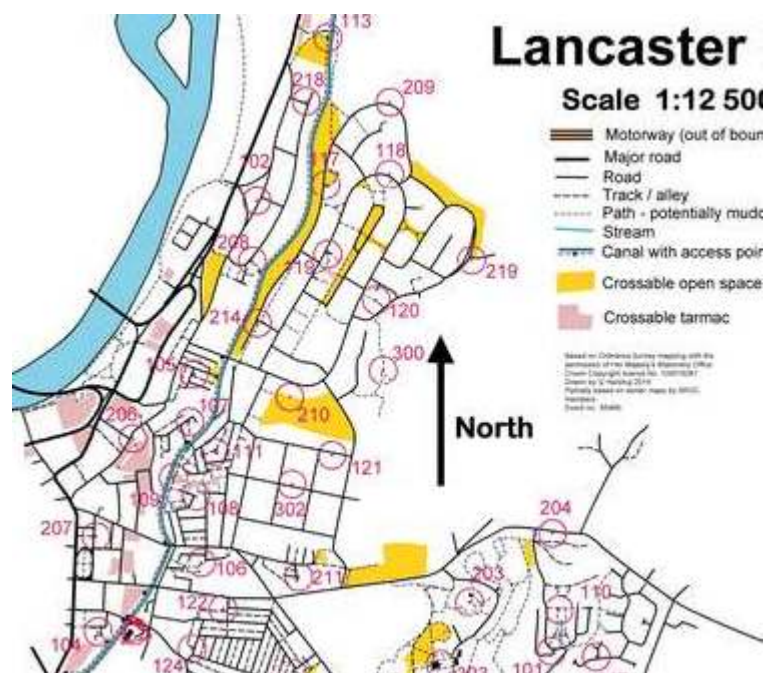 113
Lancaster
218
209
Scale 1:12 500
Motorway (out of boun
Major road
Road
Track / alley
Path - potentially mudd
Stream
Canal with access poin
Crossable open space
Crossable tarmac
102
117
118
208
119
219
120
214
300
105
210
North
206
107
111
121
109
108
302
207
204
106
211
203
110
122
104
124
101